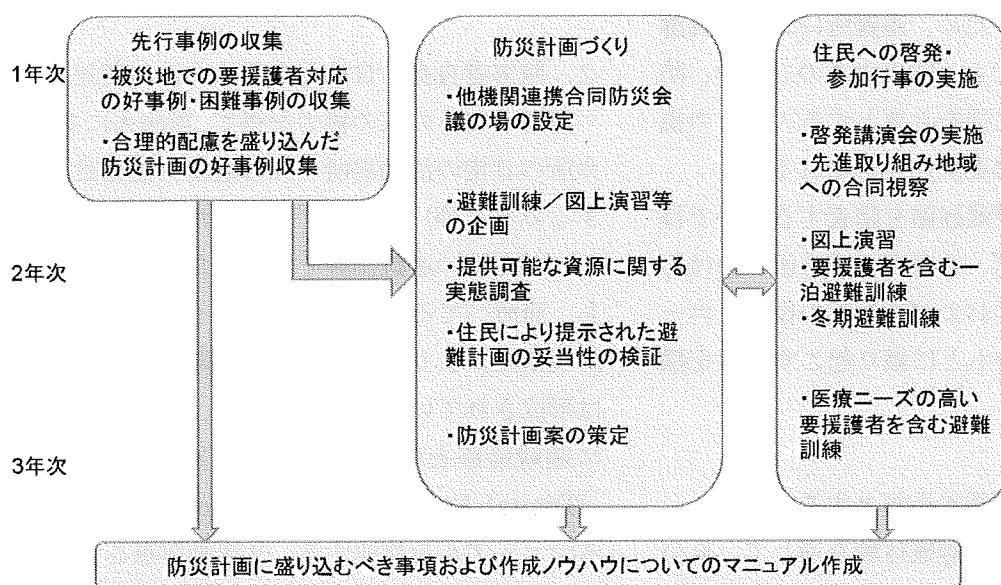 1年次
2年次
3年次
先行事例の収集
・被災地での要援護者対応
の好事例・困難事例の収集
・合理的配慮を盛り込んだ
防災計画の好事例収集
防災計画づくり
・他機関連携合同防災会
議の場の設定
・避難訓練／図上演習等
の企画
・提供可能な資源に関する
実態調査
・住民により提示された避
難計画の妥当性の検証
・防災計画案の策定
住民への啓発・
参加行事の実施
・啓発講演会の実施
・先進取り組み地域
への合同視察
・図上演習
・要援護者を含む一
泊避難訓練
・冬期避難訓練
・医療ニーズの高い
要援護者を含む避難
訓練
防災計画に盛り込むべき事項および作成ノウハウについてのマニュアル作成